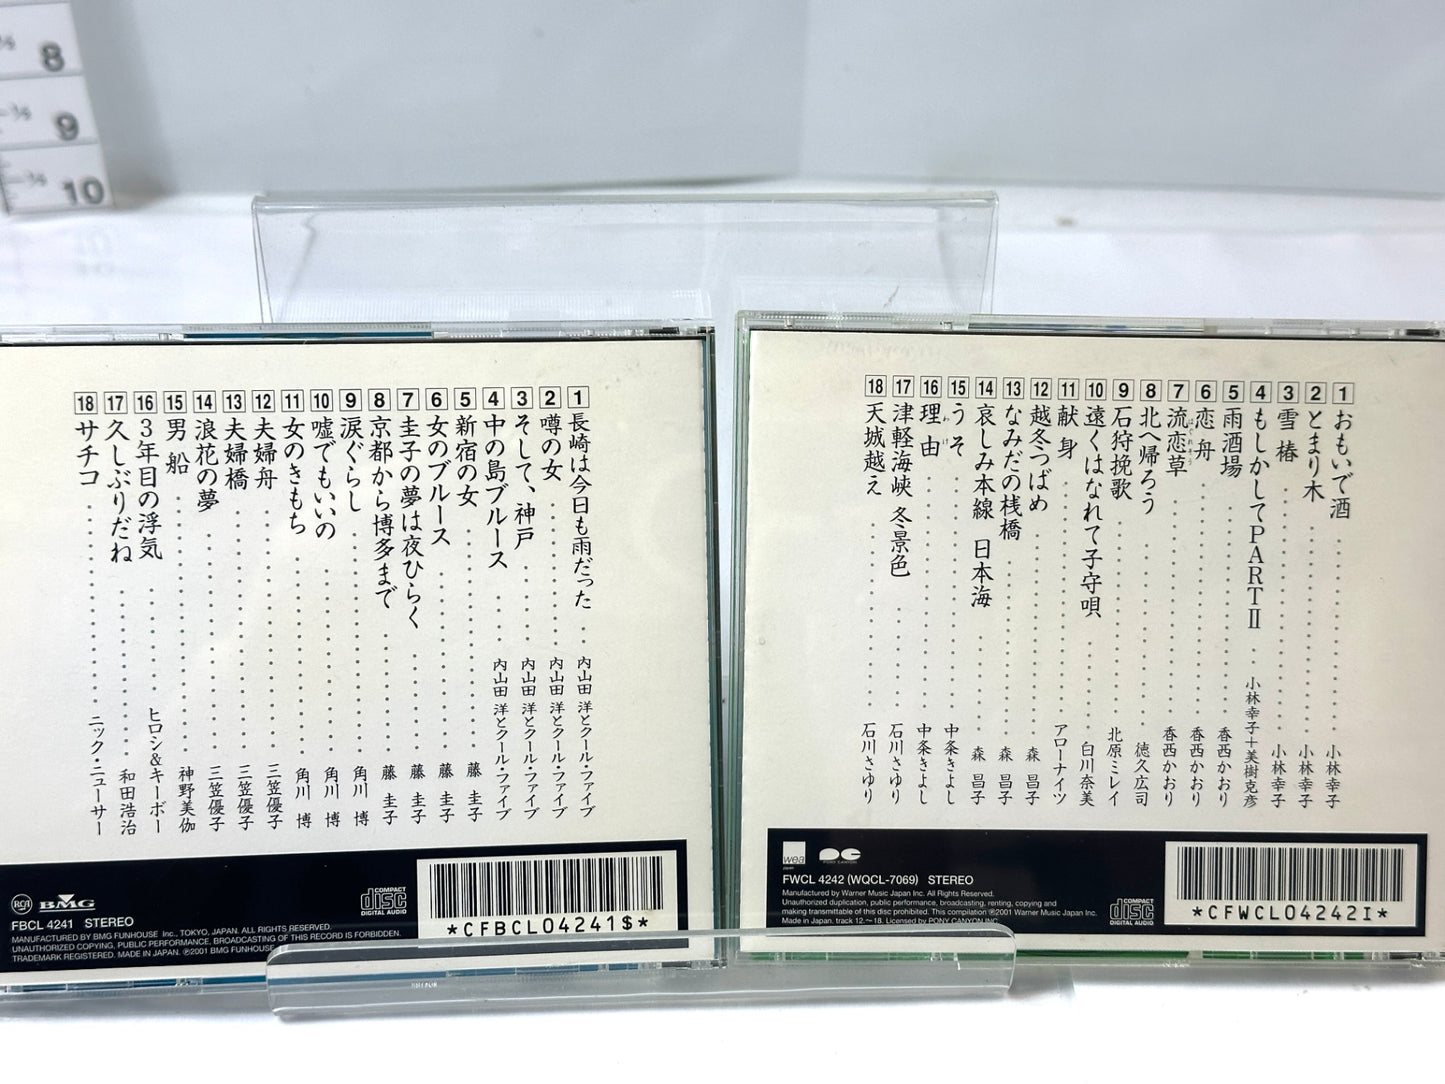 8
9
10
1 長崎は今日も雨だった 内山田 洋とクール・ファイブ
2 噂の女 内山田 洋とクール・ファイブ
3 そして、神戸 内山田 洋とクール・ファイブ
4 中の島ブルース 内山田 洋とクール・ファイブ
5 新宿の女 藤 圭子
6 女のブルース 藤 圭子
7 圭子の夢は夜ひらく 藤 圭子
8 京都から博多まで 藤 圭子
9 涙ぐらし 角川 博
10 嘘でもいいの 角川 博
11 女のきもち 角川 博
12 夫婦舟 三笠優子
13 夫婦橋 三笠優子
14 浪花の夢 三笠優子
15 男船 神野美伽
16 3年目の浮気 ヒロシ&キーボー
17 久しぶりだね 和田浩治
18 サチコ ニック・ニューサー
RCA BMG
FBCL 4241 STEREO
MANUFACTURED BY BMG FUNHOUSE Inc., TOKYO, JAPAN. ALL RIGHTS RESERVED.
UNAUTHORIZED COPYING, PUBLIC PERFORMANCE, BROADCASTING OF THIS RECORD IS FORBIDDEN.
TRADEMARK REGISTERED. MADE IN JAPAN. ℗2001 BMG FUNHOUSE
COMPACT disc DIGITAL AUDIO
*CFBCL04241$*
1 おもいで酒 小林幸子
2 とまり木 小林幸子
3 雪椿 小林幸子
4 もしかしてPARTⅡ 小林幸子+美樹克彦
5 雨酒場 香西かおり
6 恋舟 香西かおり
7 流恋草 はぐれそう 香西かおり
8 北へ帰ろう 徳久広司
9 石狩挽歌 北原ミレイ
10 遠くはなれて子守唄 白川奈美
11 献身 アローナイツ
12 越冬つばめ 森 昌子
13 なみだの桟橋 森 昌子
14 哀しみ本線 日本海 森 昌子
15 うそ 中条きよし
16 理由 わけ 中条きよし
17 津軽海峡 冬景色 石川さゆり
18 天城越え 石川さゆり
wea
PONY CANYON
FWCL 4242 (WQCL-7069) STEREO
Manufactured by Warner Music Japan Inc. All Rights Reserved.
Unauthorized duplication, public performance, broadcasting, renting, copying and
making transmittable of this disc prohibited. This compilation ℗2001 Warner Music Japan Inc.
Made in Japan, track 12.~18. Licensed by PONY CANYON INC.
COMPACT disc DIGITAL AUDIO
*CFWCL04242I*